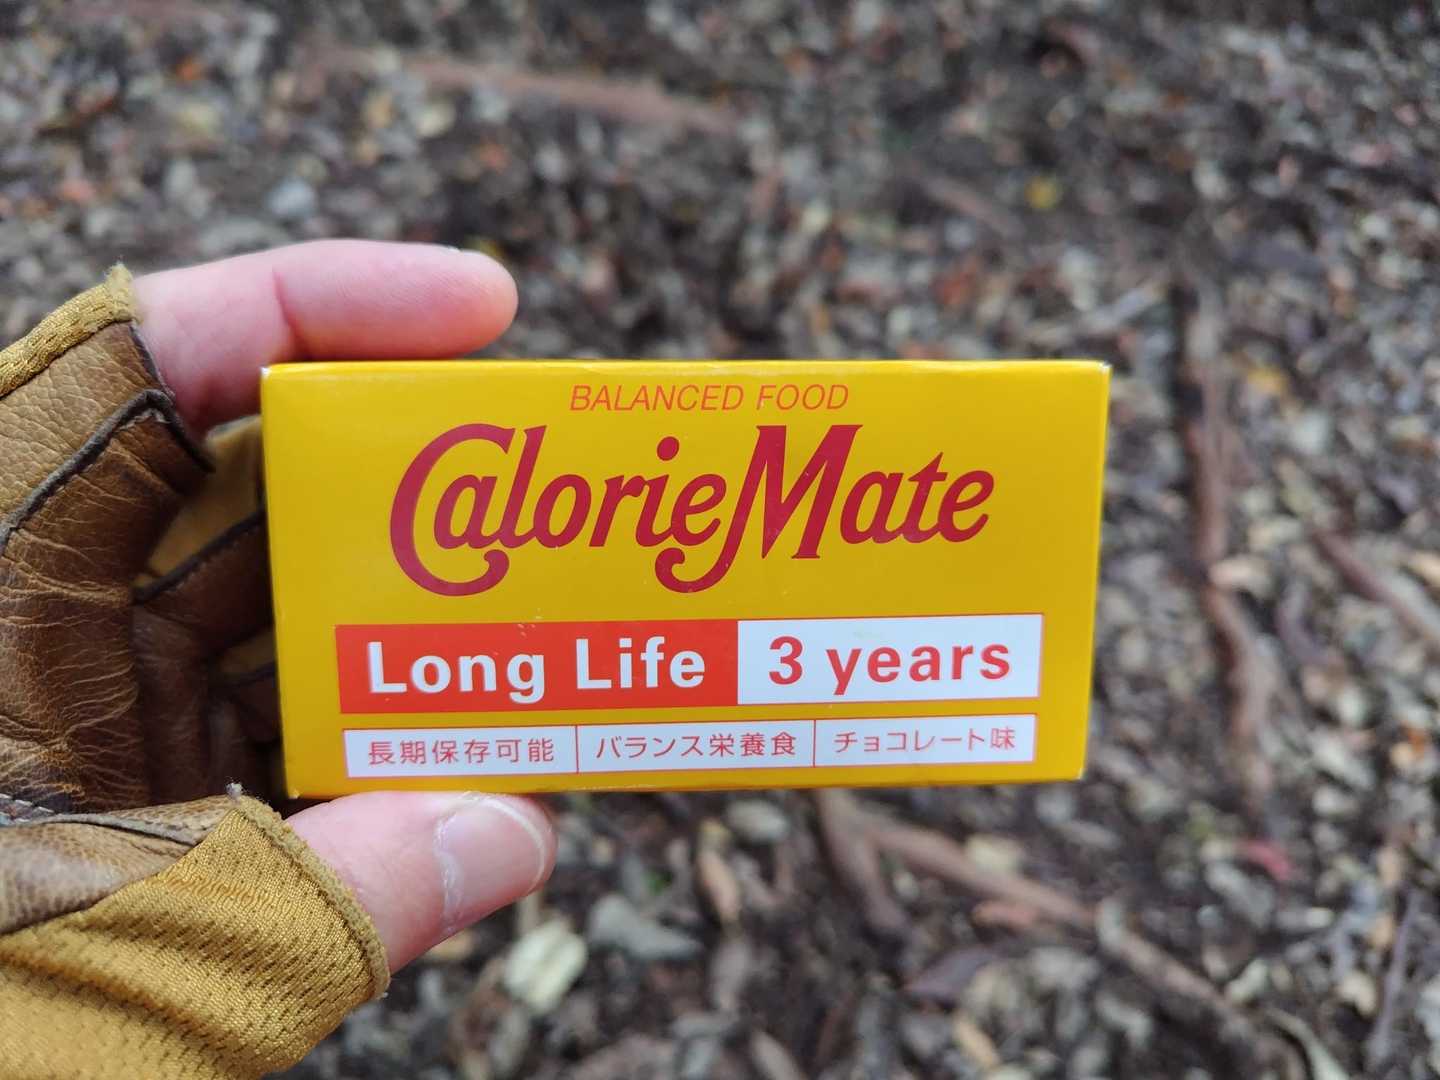 BALANCED FOOD
CalorieMate
Long Life 3 years
長期保存可能 バランス栄養食 チョコレート味